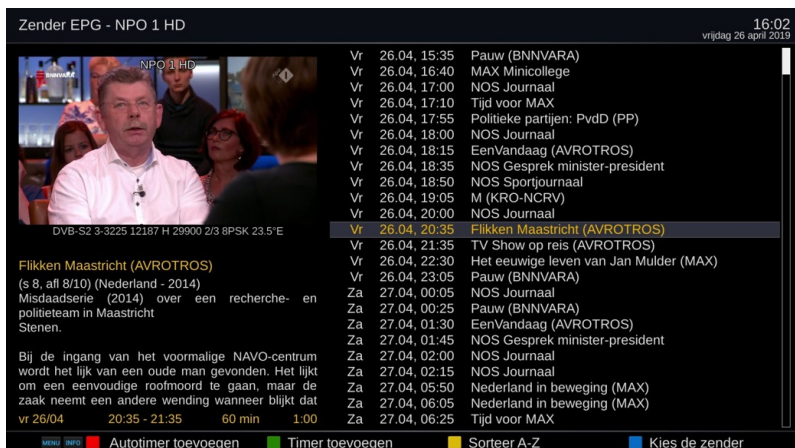 Zender EPG - NPO 1 HD
16:02
vrijdag 26 april 2019
NPO 1 HD
BNNVARA
DVB-S2 3-3225 12187 H 29900 2/3 8PSK 23.5°E
Flikken Maastricht (AVROTROS)
(s 8, afl 8/10) (Nederland - 2014)
Misdaadserie (2014) over een recherche- en
politieteam in Maastricht
Stenen.
Bij de ingang van het voormalige NAVO-centrum
wordt het lijk van een oude man gevonden. Het lijkt
om een eenvoudige roofmoord te gaan, maar de
zaak neemt een andere wending wanneer blijkt dat
vr 26/04 20:35 - 21:35 60 min 1:00
Vr 26.04, 15:35 Pauw (BNNVARA)
Vr 26.04, 16:40 MAX Minicollege
Vr 26.04, 17:00 NOS Journaal
Vr 26.04, 17:10 Tijd voor MAX
Vr 26.04, 17:55 Politieke partijen: PvdD (PP)
Vr 26.04, 18:00 NOS Journaal
Vr 26.04, 18:15 EenVandaag (AVROTROS)
Vr 26.04, 18:35 NOS Gesprek minister-president
Vr 26.04, 18:50 NOS Sportjournaal
Vr 26.04, 19:05 M (KRO-NCRV)
Vr 26.04, 20:00 NOS Journaal
Vr 26.04, 20:35 Flikken Maastricht (AVROTROS)
Vr 26.04, 21:35 TV Show op reis (AVROTROS)
Vr 26.04, 22:30 Het eeuwige leven van Jan Mulder (MAX)
Vr 26.04, 23:05 Pauw (BNNVARA)
Za 27.04, 00:05 NOS Journaal
Za 27.04, 00:25 Pauw (BNNVARA)
Za 27.04, 01:30 EenVandaag (AVROTROS)
Za 27.04, 01:45 NOS Gesprek minister-president
Za 27.04, 02:00 NOS Journaal
Za 27.04, 02:15 NOS Journaal
Za 27.04, 05:50 Nederland in beweging (MAX)
Za 27.04, 06:05 Nederland in beweging (MAX)
Za 27.04, 06:25 Tijd voor MAX
MENU INFO Autotimer toevoegen Timer toevoegen Sorteer A-Z Kies de zender